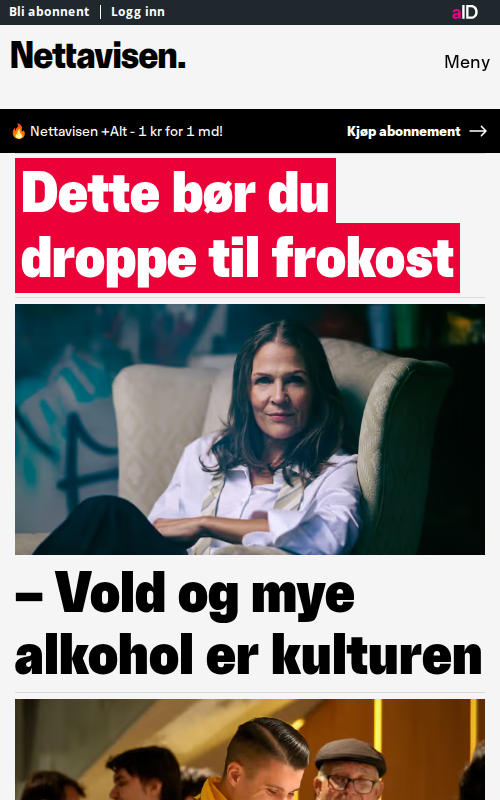 Bli abonnent | Logg inn
aID
Nettavisen.
Meny
🔥 Nettavisen +Alt - 1 kr for 1 md!
Kjøp abonnement →
Dette bør du
droppe til frokost
– Vold og mye
alkohol er kulturen